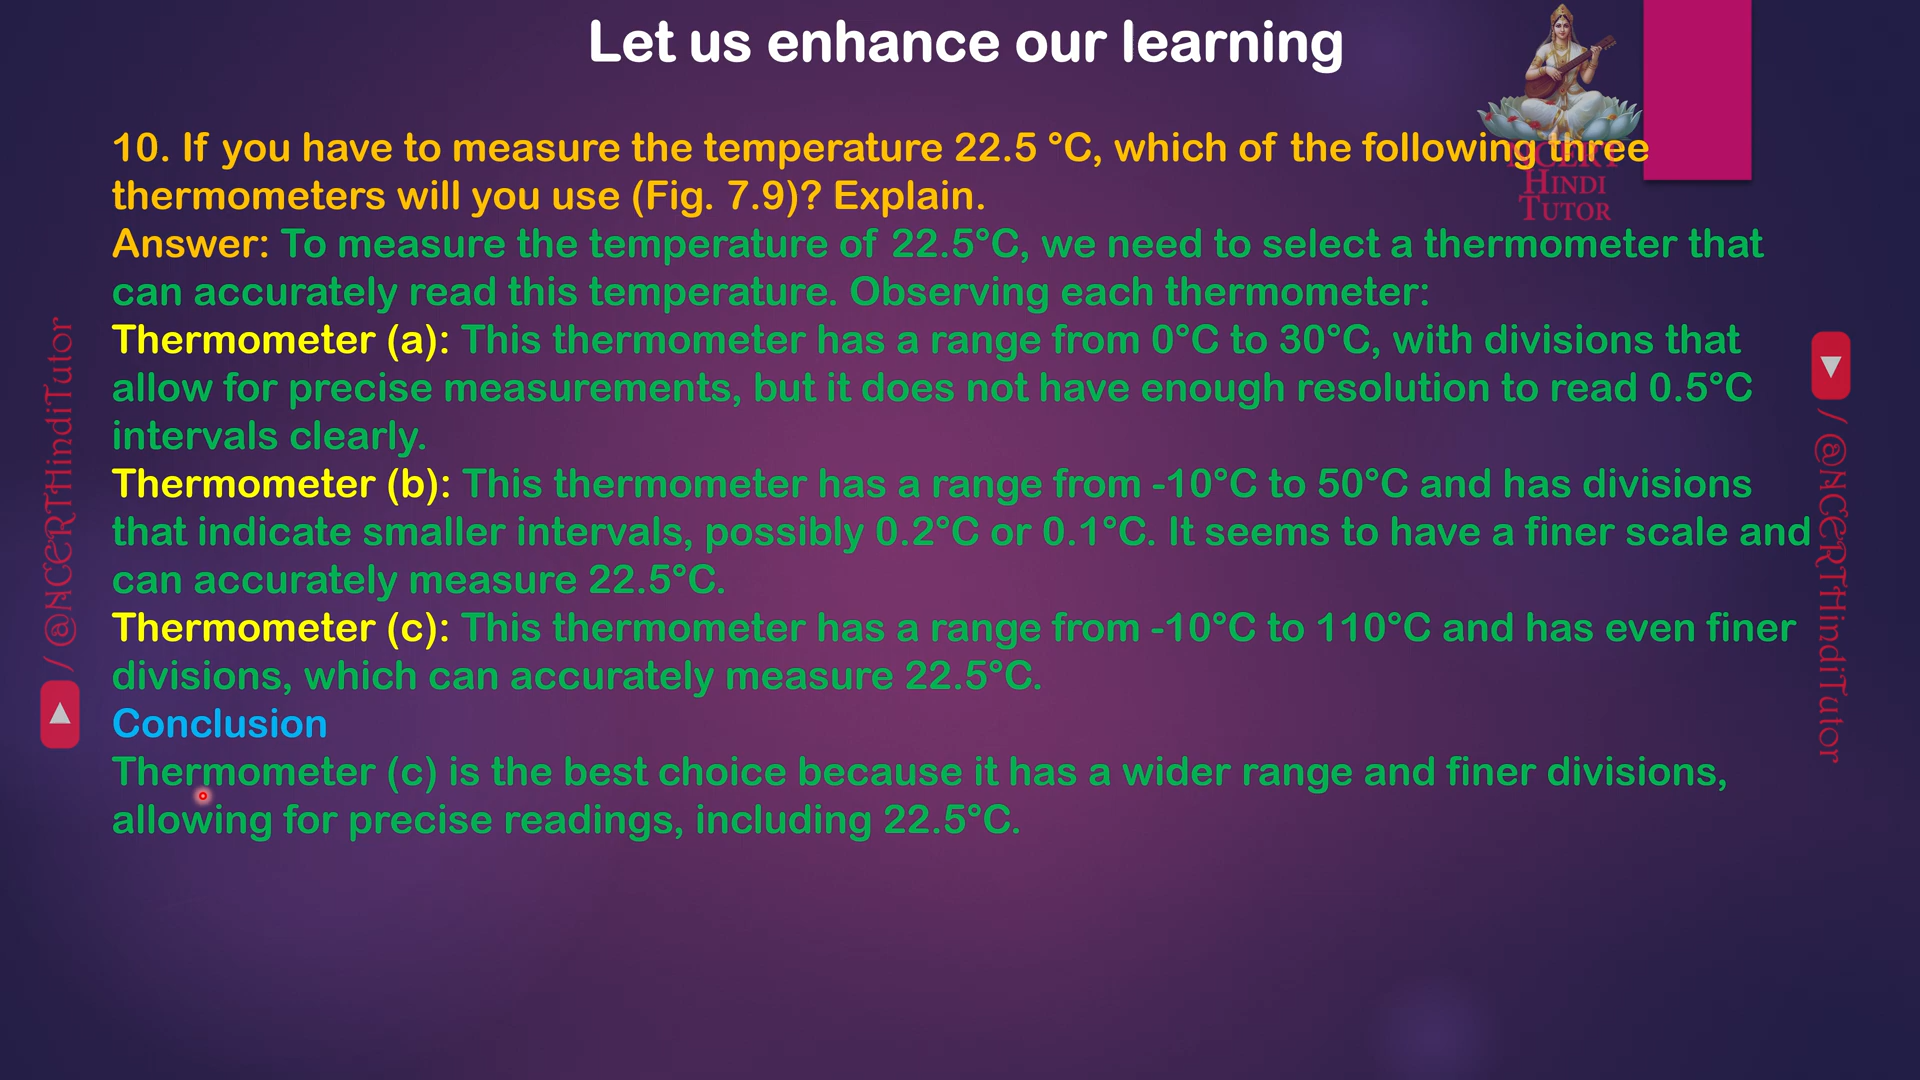 Let us enhance our learning
10. If you have to measure the temperature 22.5 °C, which of the following three
thermometers will you use (Fig. 7.9)? Explain.
Answer: To measure the temperature of 22.5°C, we need to select a thermometer that
can accurately read this temperature. Observing each thermometer:
Thermometer (a): This thermometer has a range from 0°C to 30°C, with divisions that
allow for precise measurements, but it does not have enough resolution to read 0.5°C
intervals clearly.
Thermometer (b): This thermometer has a range from -10°C to 50°C and has divisions
that indicate smaller intervals, possibly 0.2°C or 0.1°C. It seems to have a finer scale and
can accurately measure 22.5°C.
Thermometer (c): This thermometer has a range from -10°C to 110°C and has even finer
divisions, which can accurately measure 22.5°C.
Conclusion
Thermometer (c) is the best choice because it has a wider range and finer divisions,
allowing for precise readings, including 22.5°C.
NCERT
HINDI
TUTOR
/ @NCERTHindiTutor
/ @NCERTHindiTutor